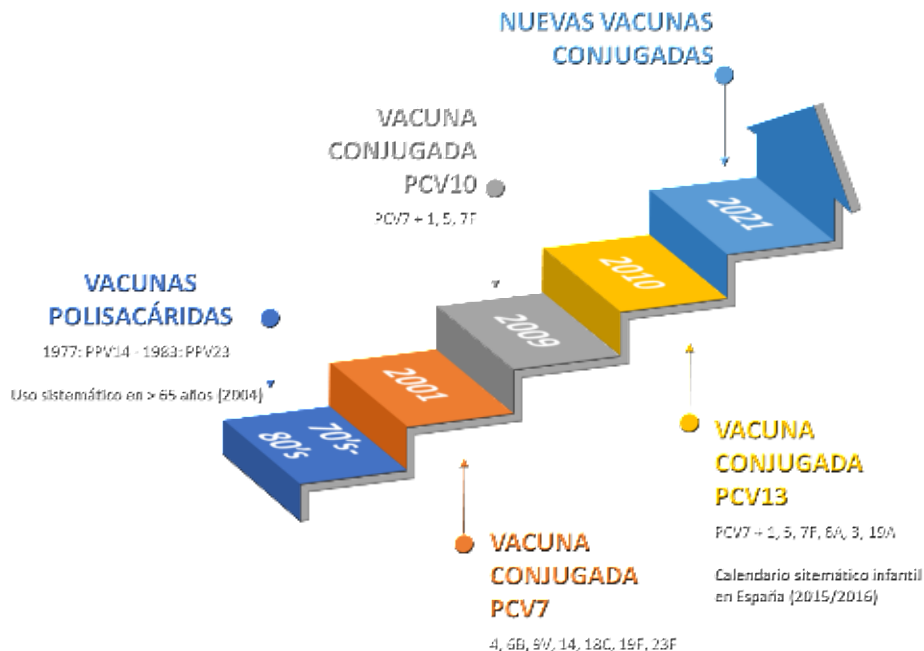 NUEVAS VACUNAS
CONJUGADAS
VACUNA
CONJUGADA
PCV10
PCV7 + 1, 5, 7F
VACUNAS
POLISACÁRIDAS
1977: PPV14 - 1983: PPV23
Uso sistemático en > 65 años (2004)
70's-
80's
2001
2009
2010
2021
VACUNA
CONJUGADA
PCV7
4, 6B, 9V, 14, 18C, 19F, 23F
VACUNA
CONJUGADA
PCV13
PCV7 + 1, 5, 7F, 6A, 3, 19A
Calendario sitemático infantil
en España (2015/2016)